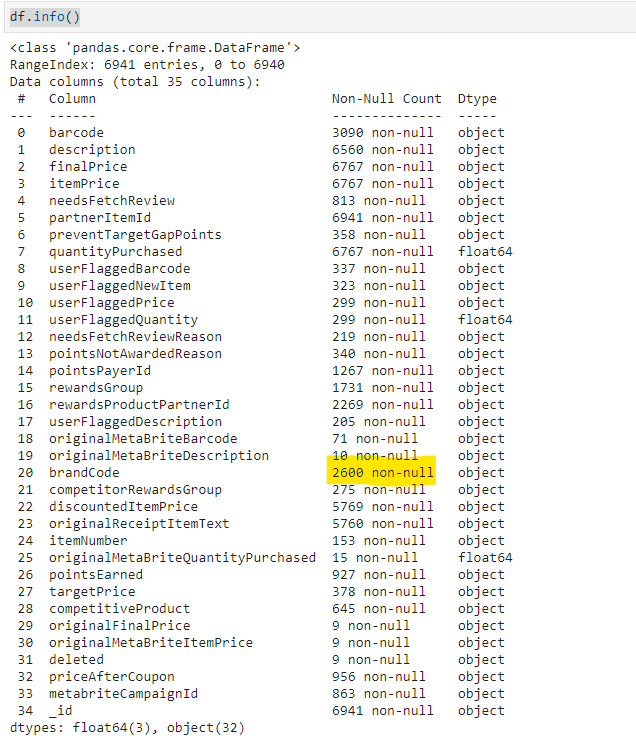 df.info()
<class 'pandas.core.frame.DataFrame'>
RangeIndex: 6941 entries, 0 to 6940
Data columns (total 35 columns):
 #   Column                              Non-Null Count  Dtype
---  ------                              --------------  -----
 0   barcode                             3090 non-null   object
 1   description                         6560 non-null   object
 2   finalPrice                          6767 non-null   object
 3   itemPrice                           6767 non-null   object
 4   needsFetchReview                    813 non-null    object
 5   partnerItemId                       6941 non-null   object
 6   preventTargetGapPoints              358 non-null    object
 7   quantityPurchased                   6767 non-null   float64
 8   userFlaggedBarcode                  337 non-null    object
 9   userFlaggedNewItem                  323 non-null    object
 10  userFlaggedPrice                    299 non-null    object
 11  userFlaggedQuantity                 299 non-null    float64
 12  needsFetchReviewReason              219 non-null    object
 13  pointsNotAwardedReason              340 non-null    object
 14  pointsPayerId                       1267 non-null   object
 15  rewardsGroup                        1731 non-null   object
 16  rewardsProductPartnerId             2269 non-null   object
 17  userFlaggedDescription              205 non-null    object
 18  originalMetaBriteBarcode            71 non-null     object
 19  originalMetaBriteDescription        10 non-null     object
 20  brandCode                           2600 non-null   object
 21  competitorRewardsGroup              275 non-null    object
 22  discountedItemPrice                 5769 non-null   object
 23  originalReceiptItemText             5760 non-null   object
 24  itemNumber                          153 non-null    object
 25  originalMetaBriteQuantityPurchased  15 non-null     float64
 26  pointsEarned                        927 non-null    object
 27  targetPrice                         378 non-null    object
 28  competitiveProduct                  645 non-null    object
 29  originalFinalPrice                  9 non-null      object
 30  originalMetaBriteItemPrice          9 non-null      object
 31  deleted                             9 non-null      object
 32  priceAfterCoupon                    956 non-null    object
 33  metabriteCampaignId                 863 non-null    object
 34  _id                                 6941 non-null   object
dtypes: float64(3), object(32)